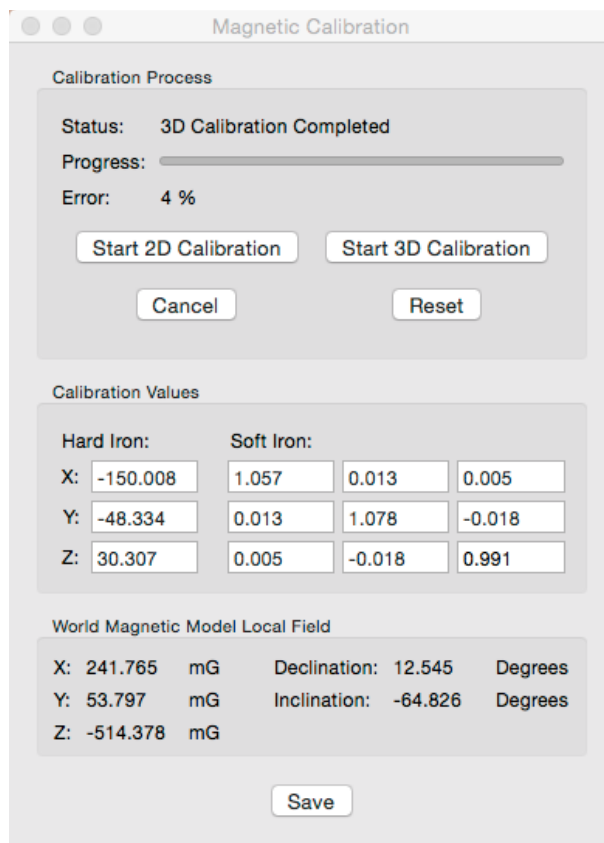 Magnetic Calibration
Calibration Process
Status: 3D Calibration Completed
Progress:
Error: 4 %
Start 2D Calibration Start 3D Calibration
Cancel Reset
Calibration Values
Hard Iron: Soft Iron:
X: -150.008 1.057 0.013 0.005
Y: -48.334 0.013 1.078 -0.018
Z: 30.307 0.005 -0.018 0.991
World Magnetic Model Local Field
X: 241.765 mG Declination: 12.545 Degrees
Y: 53.797 mG Inclination: -64.826 Degrees
Z: -514.378 mG
Save